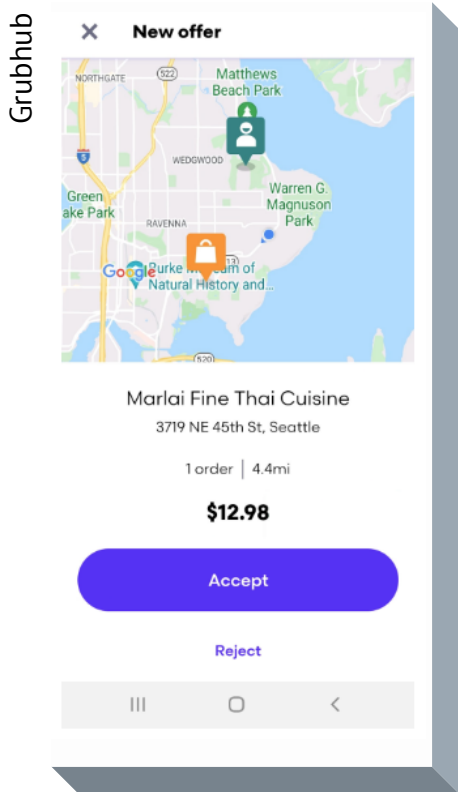 Grubhub
New offer
NORTHGATE
522
Matthews
Beach Park
5
WEDGWOOD
Green
ake Park
Warren G.
Magnuson
Park
RAVENNA
13
Google
Burke Museum of
Natural History and...
520
Marlai Fine Thai Cuisine
3719 NE 45th St, Seattle
1 order | 4.4mi
$12.98
Accept
Reject